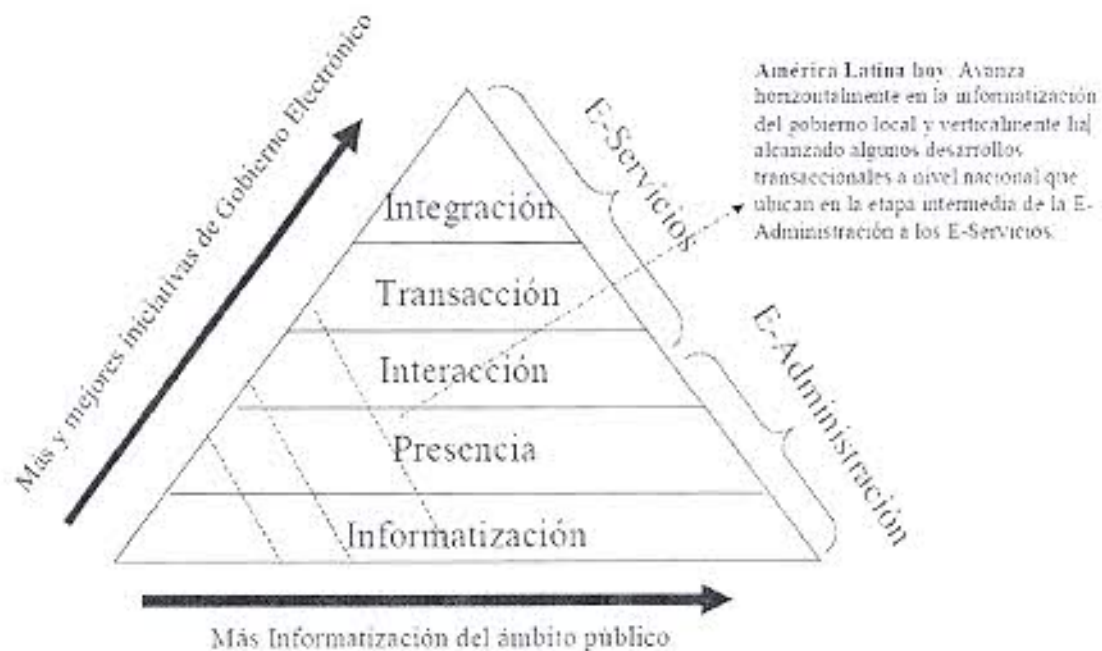 Más y mejores iniciativas de Gobierno Electrónico
Integración
Transacción
Interacción
Presencia
Informatización
E-Servicios
E-Administración
América Latina hoy. Avanza
horizontalmente en la informatización
del gobierno local y verticalmente ha
alcanzado algunos desarrollos
transaccionales a nivel nacional que
ubican en la etapa intermedia de la E-
Administración a los E-Servicios.
Más Informatización del ámbito público